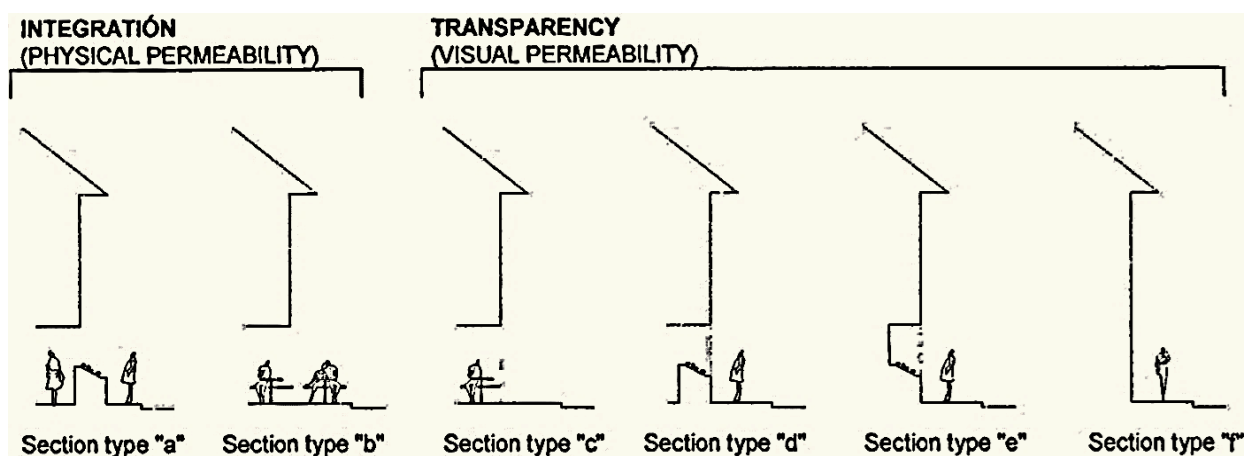 INTEGRATIÓN
(PHYSICAL PERMEABILITY)
TRANSPARENCY
(VISUAL PERMEABILITY)
Section type "a"
Section type "b"
Section type "c"
Section type "d"
Section type "e"
Section type "f"